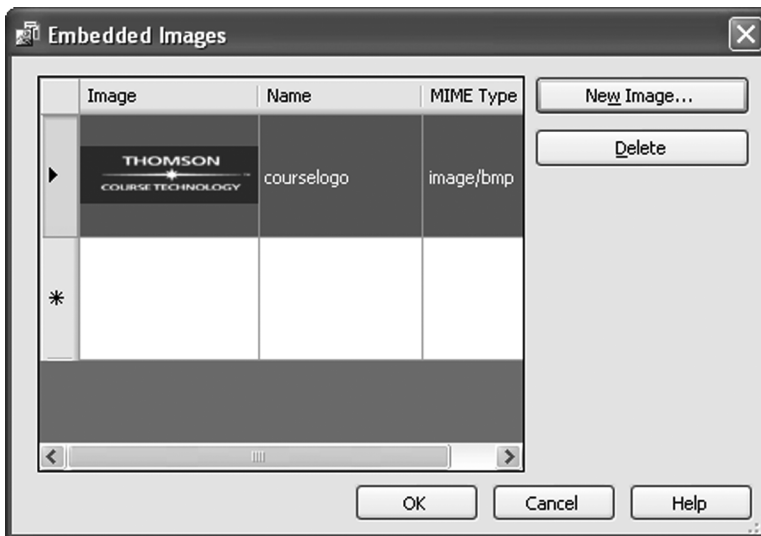 Embedded Images
Image Name MIME Type
New Image...
Delete
THOMSON
COURSE TECHNOLOGY
courselogo image/bmp
OK Cancel Help